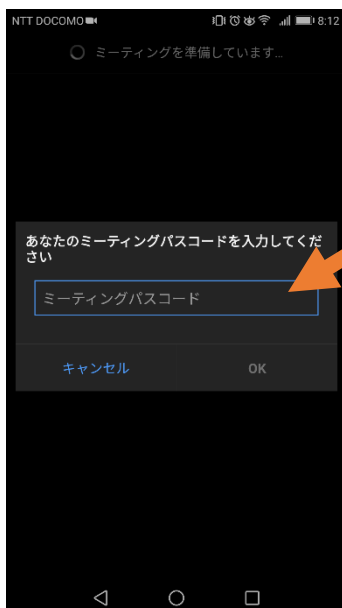 NTT DOCOMO 8:12
ミーティングを準備しています...
あなたのミーティングパスコードを入力してくだ
さい
ミーティングパスコード
キャンセル OK